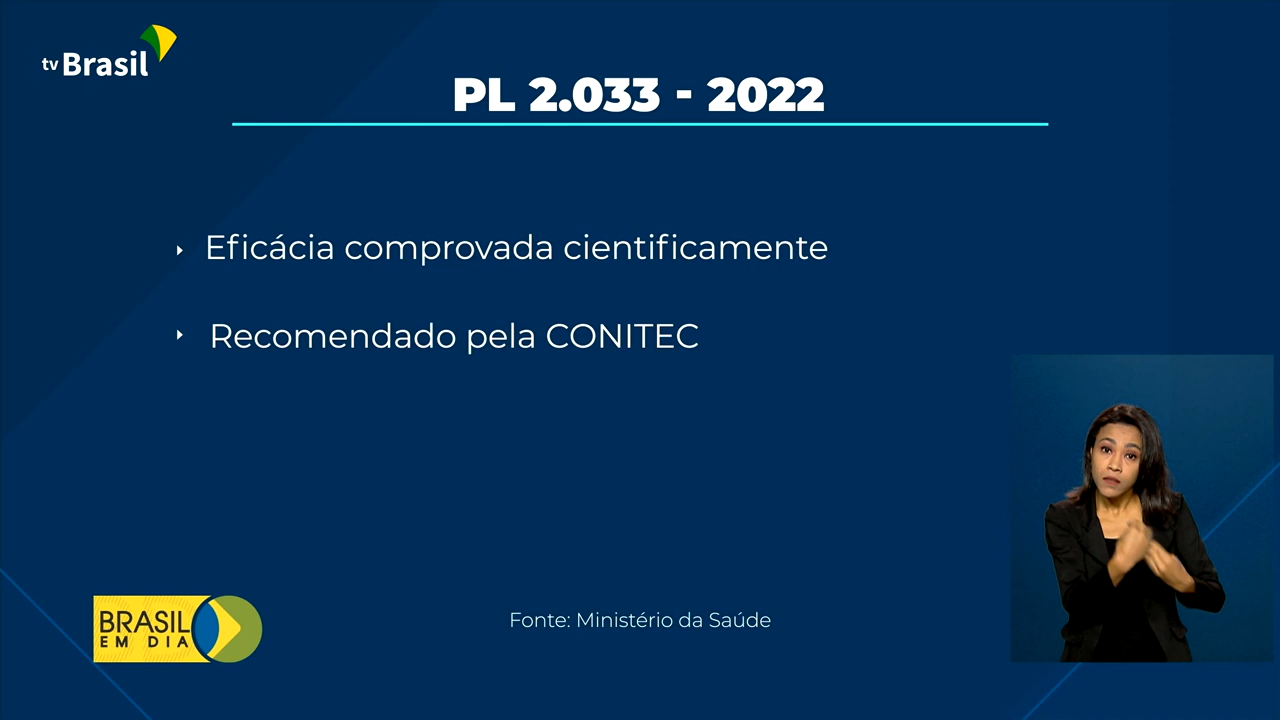 tv Brasil
PL 2.033 - 2022
Eficácia comprovada cientificamente
Recomendado pela CONITEC
BRASIL
EM DIA
Fonte: Ministério da Saúde